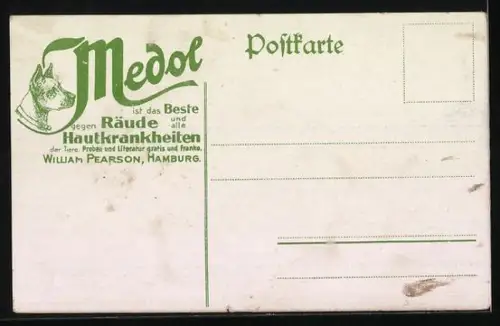 Medol
ist das Beste
gegen Räude und alle
Hautkrankheiten
der Tiere. Proben und Literatur gratis und franko.
WILLIAM PEARSON, HAMBURG.
Postkarte